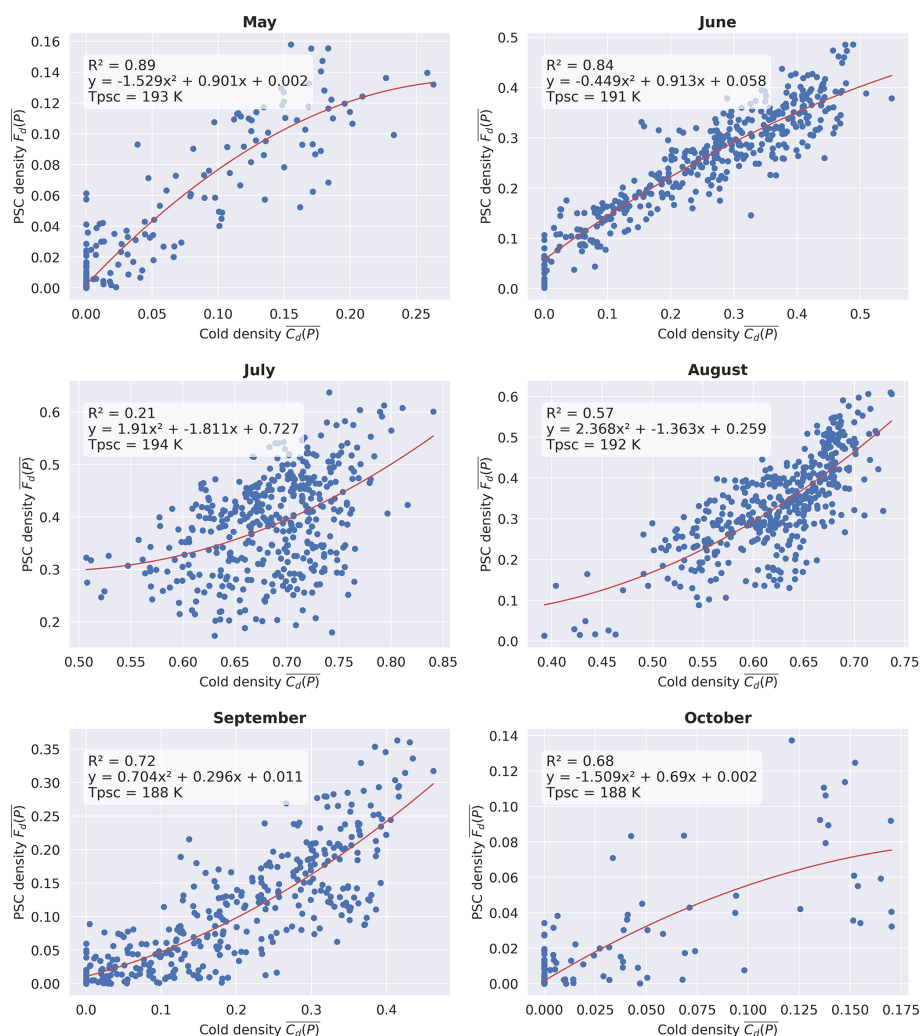 May
R² = 0.89
y = -1.529x² + 0.901x + 0.002
Tpsc = 193 K
PSC density F_d(P)
0.16
0.14
0.12
0.10
0.08
0.06
0.04
0.02
0.00
0.00 0.05 0.10 0.15 0.20 0.25
Cold density C_d(P)
June
R² = 0.84
y = -0.449x² + 0.913x + 0.058
Tpsc = 191 K
PSC density F_d(P)
0.5
0.4
0.3
0.2
0.1
0.0
0.0 0.1 0.2 0.3 0.4 0.5
Cold density C_d(P)
July
R² = 0.21
y = 1.91x² + -1.811x + 0.727
Tpsc = 194 K
PSC density F_d(P)
0.6
0.5
0.4
0.3
0.2
0.50 0.55 0.60 0.65 0.70 0.75 0.80 0.85
Cold density C_d(P)
August
R² = 0.57
y = 2.368x² + -1.363x + 0.259
Tpsc = 192 K
PSC density F_d(P)
0.6
0.5
0.4
0.3
0.2
0.1
0.0
0.40 0.45 0.50 0.55 0.60 0.65 0.70 0.75
Cold density C_d(P)
September
R² = 0.72
y = 0.704x² + 0.296x + 0.011
Tpsc = 188 K
PSC density F_d(P)
0.35
0.30
0.25
0.20
0.15
0.10
0.05
0.00
0.0 0.1 0.2 0.3 0.4
Cold density C_d(P)
October
R² = 0.68
y = -1.509x² + 0.69x + 0.002
Tpsc = 188 K
PSC density F_d(P)
0.14
0.12
0.10
0.08
0.06
0.04
0.02
0.00
0.000 0.025 0.050 0.075 0.100 0.125 0.150 0.175
Cold density C_d(P)